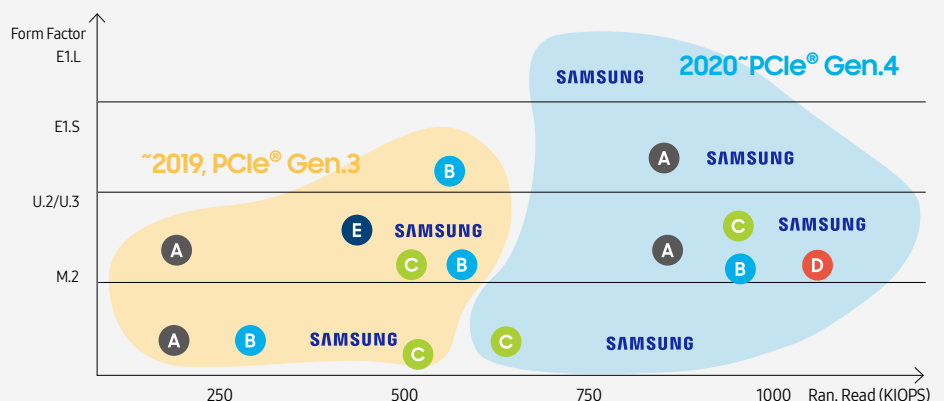 Form Factor
E1.L
SAMSUNG
2020~PCIe® Gen.4
E1.S
~2019, PCIe® Gen.3
B
A
SAMSUNG
U.2/U.3
A
E
SAMSUNG
C
B
A
C
SAMSUNG
B
D
M.2
A
B
SAMSUNG
C
C
SAMSUNG
250
500
750
1000
Ran. Read (KIOPS)